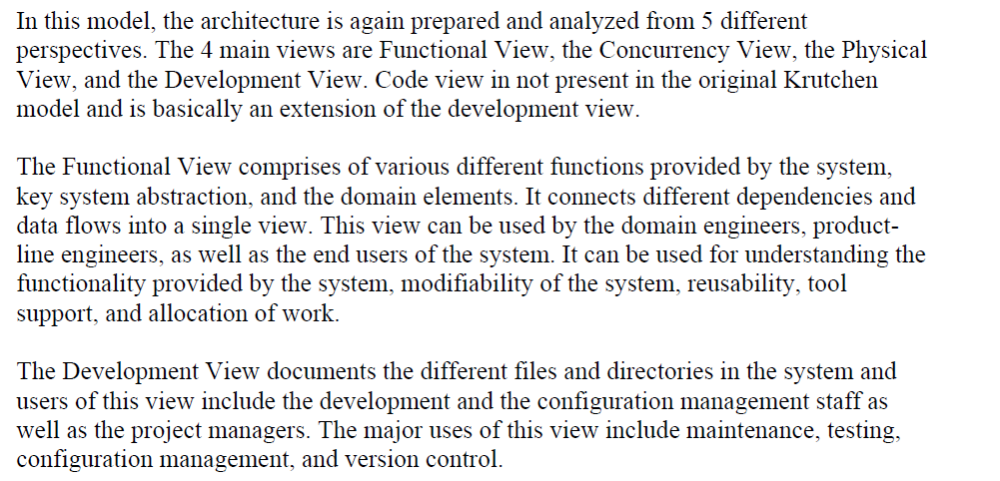 In this model, the architecture is again prepared and analyzed from 5 different
perspectives. The 4 main views are Functional View, the Concurrency View, the Physical
View, and the Development View. Code view in not present in the original Krutchen
model and is basically an extension of the development view.
The Functional View comprises of various different functions provided by the system,
key system abstraction, and the domain elements. It connects different dependencies and
data flows into a single view. This view can be used by the domain engineers, product-
line engineers, as well as the end users of the system. It can be used for understanding the
functionality provided by the system, modifiability of the system, reusability, tool
support, and allocation of work.
The Development View documents the different files and directories in the system and
users of this view include the development and the configuration management staff as
well as the project managers. The major uses of this view include maintenance, testing,
configuration management, and version control.